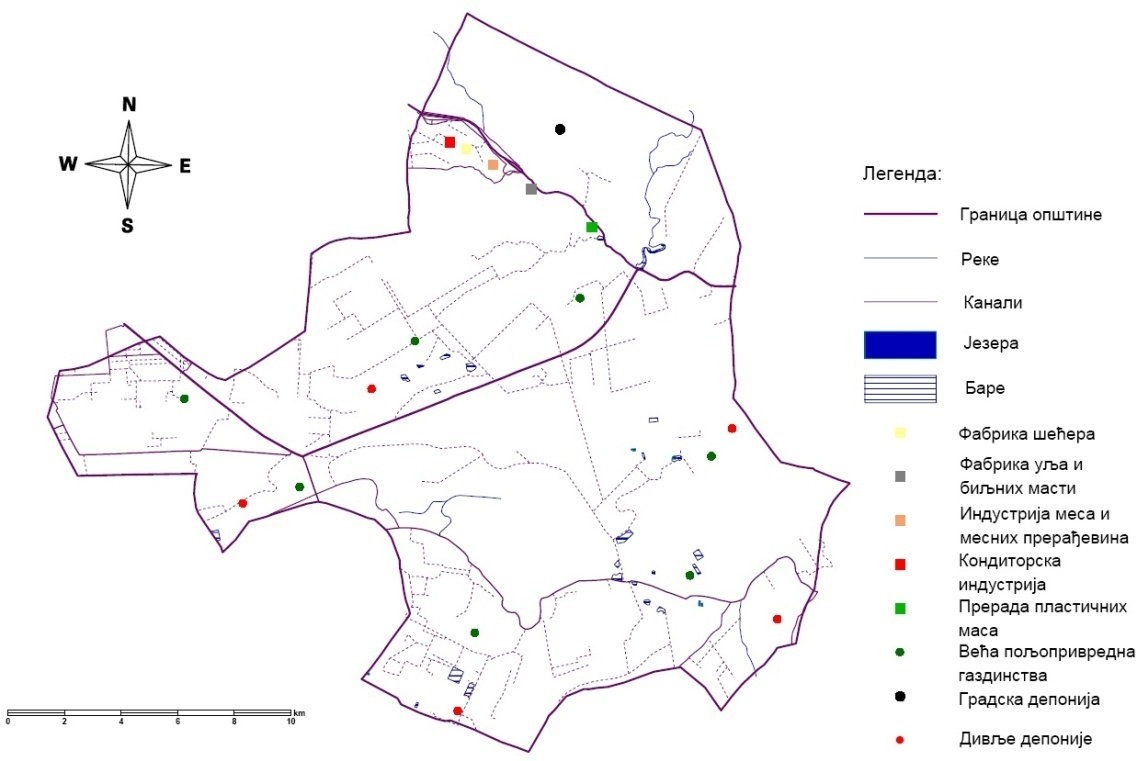 N
W E
S
Легенда:
Граница општине
Реке
Канали
Језера
Баре
Фабрика шећера
Фабрика уља и
биљних масти
Индустрија меса и
месних прерађевина
Кондиторска
индустрија
Прерада пластичних
маса
Већа пољопривредна
газдинства
Градска депонија
Дивље депоније
km
0 2 4 6 8 10